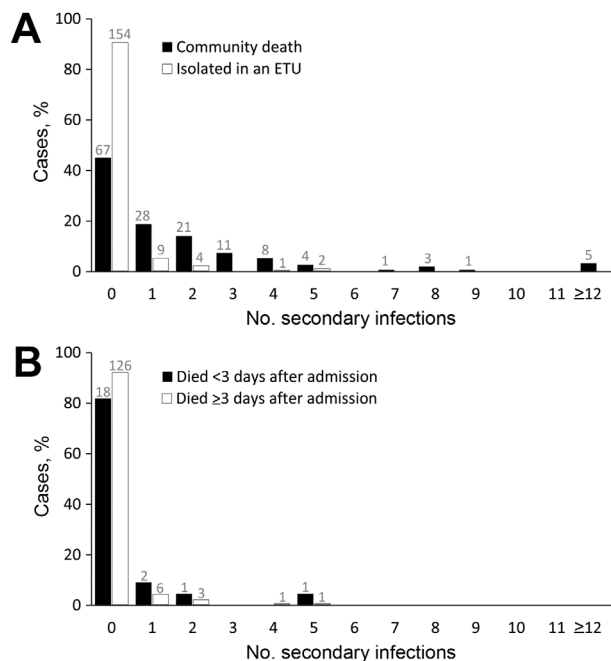 A
Community death
Isolated in an ETU
Cases, %
100
80
60
40
20
0
67 154
28 9
21 4
11
8 1
4 2
1
3
1
5
0 1 2 3 4 5 6 7 8 9 10 11 ≥12
No. secondary infections
B
Died <3 days after admission
Died ≥3 days after admission
Cases, %
100
80
60
40
20
0
18 126
2 6
1 3
1
1 1
0 1 2 3 4 5 6 7 8 9 10 11 ≥12
No. secondary infections